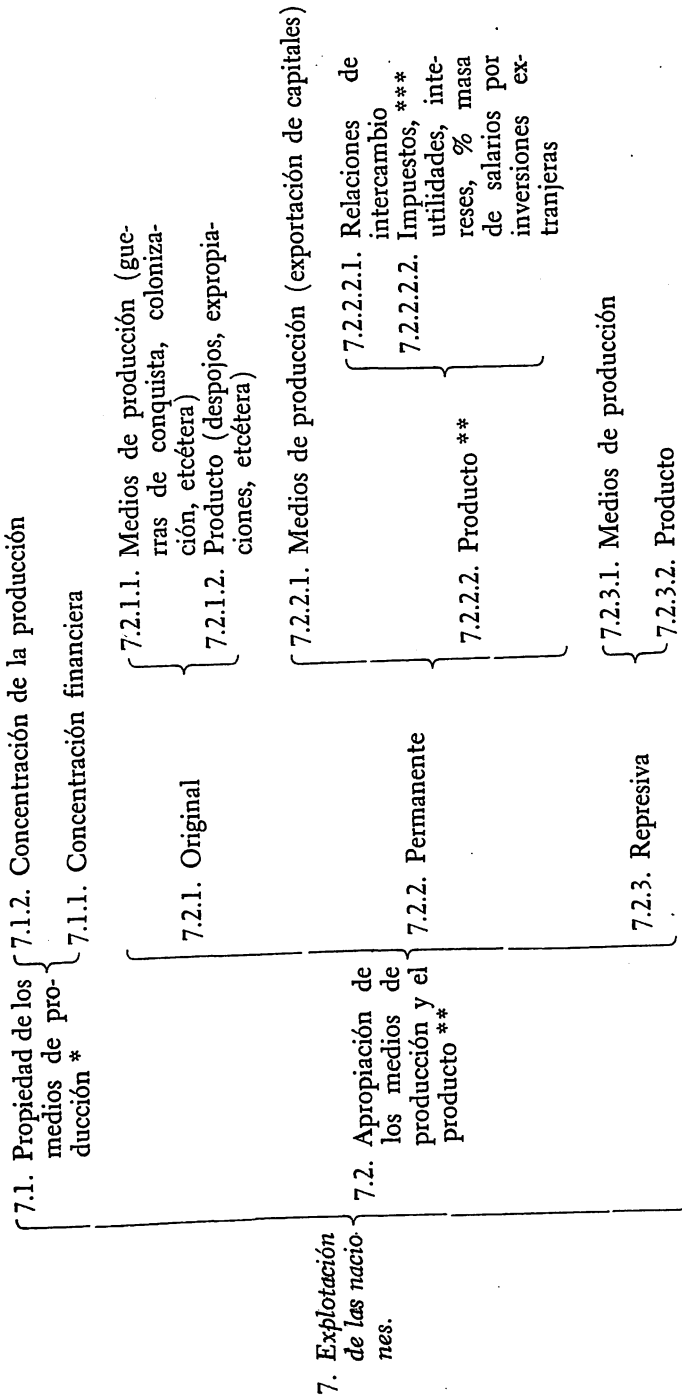 7. Explotación
de las nacio-
nes.
7.1. Propiedad de los
medios de pro-
ducción *
7.1.2. Concentración de la producción
7.1.1. Concentración financiera
7.2. Apropiación de
los medios de
producción y el
producto **
7.2.1. Original
7.2.1.1. Medios de producción (gue-
rras de conquista, coloniza-
ción, etcétera)
7.2.1.2. Producto (despojos, expropia-
ciones, etcétera)
7.2.2. Permanente
7.2.2.1. Medios de producción (exportación de capitales)
7.2.2.2. Producto **
7.2.2.2.1. Relaciones de
intercambio
7.2.2.2.2. Impuestos, ***
utilidades, inte-
reses, % masa
de salarios por
inversiones ex-
tranjeras
7.2.3. Represiva
7.2.3.1. Medios de producción
7.2.3.2. Producto